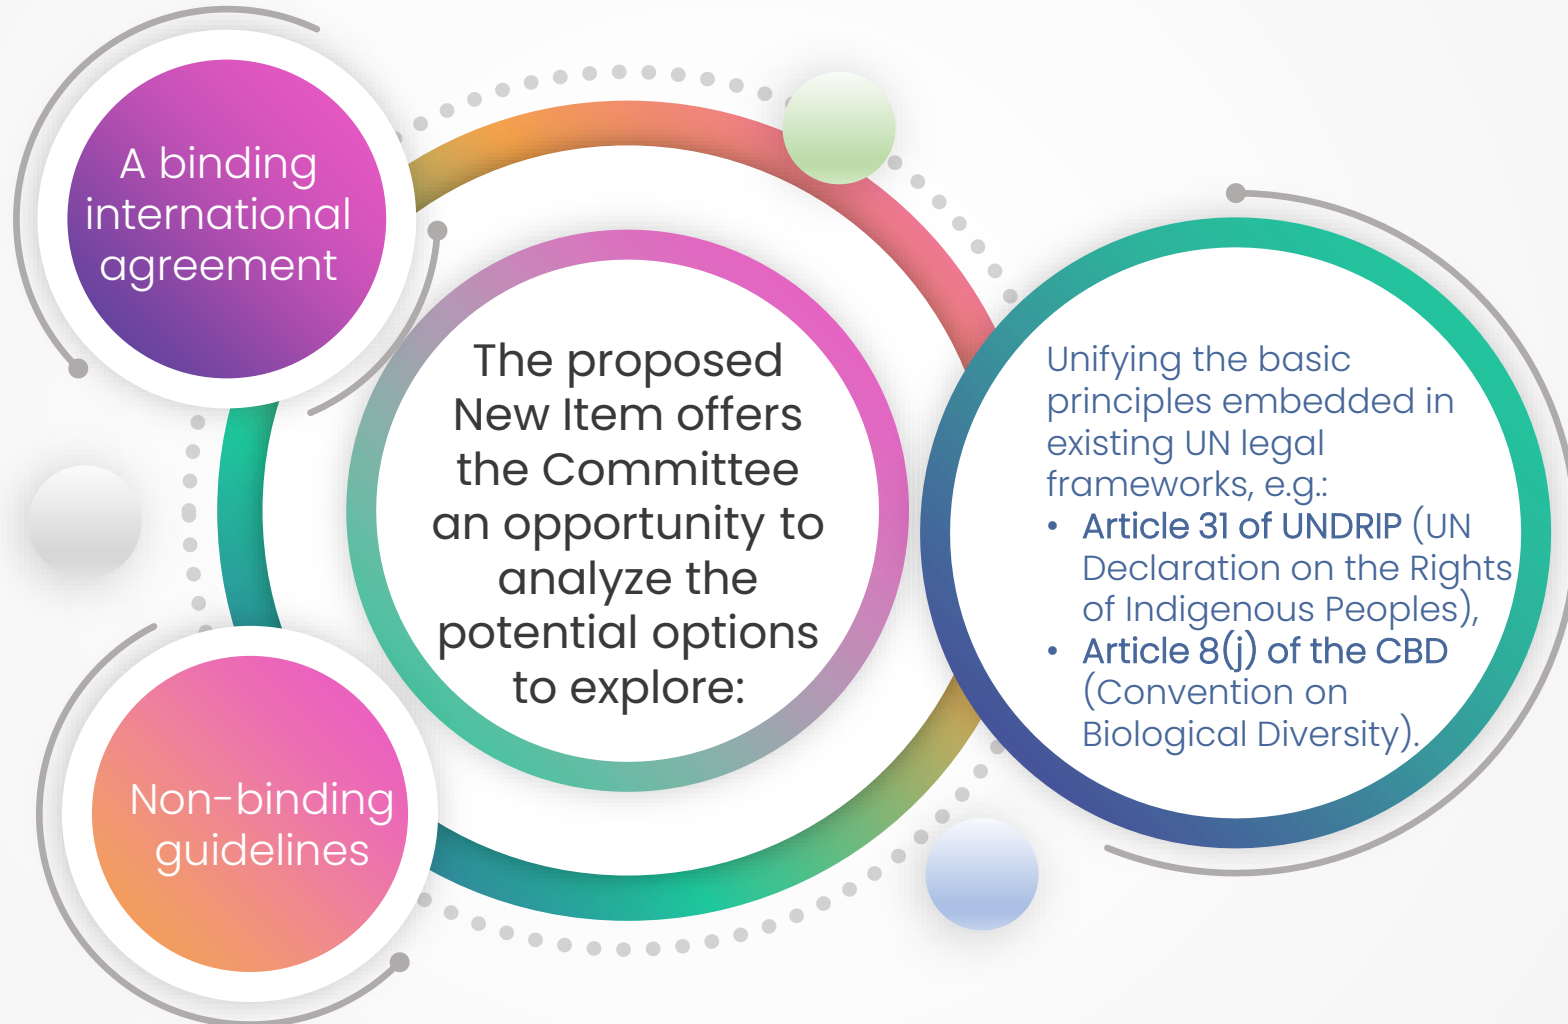 A binding
international
agreement
The proposed
New Item offers
the Committee
an opportunity to
analyze the
potential options
to explore:
Non-binding
guidelines
Unifying the basic
principles embedded in
existing UN legal
frameworks, e.g.:
• Article 31 of UNDRIP (UN
Declaration on the Rights
of Indigenous Peoples),
• Article 8(j) of the CBD
(Convention on
Biological Diversity).